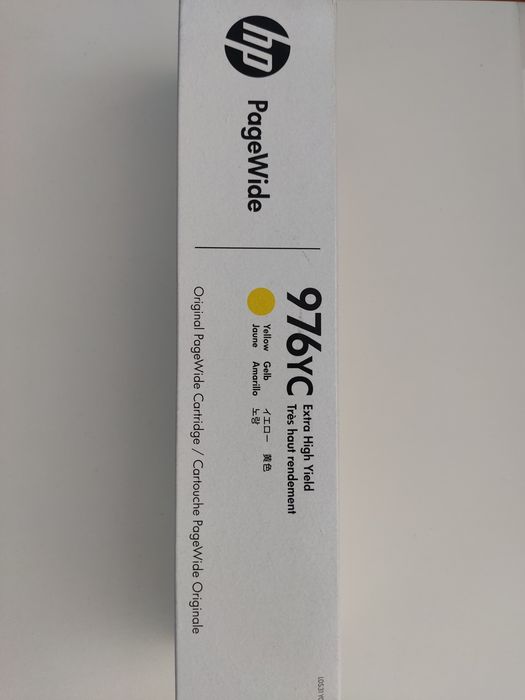 hp
PageWide
976YC Extra High Yield
Très haut rendement
Yellow Gelb イエロー 黄色
Jaune Amarillo 노랑
Original PageWide Cartridge / Cartouche PageWide Originale